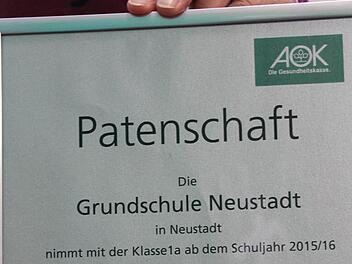 AOK
Die Gesundheitskasse.
Patenschaft
Die
Grundschule Neustadt
in Neustadt
nimmt mit der Klasse1a ab dem Schuljahr 2015/16